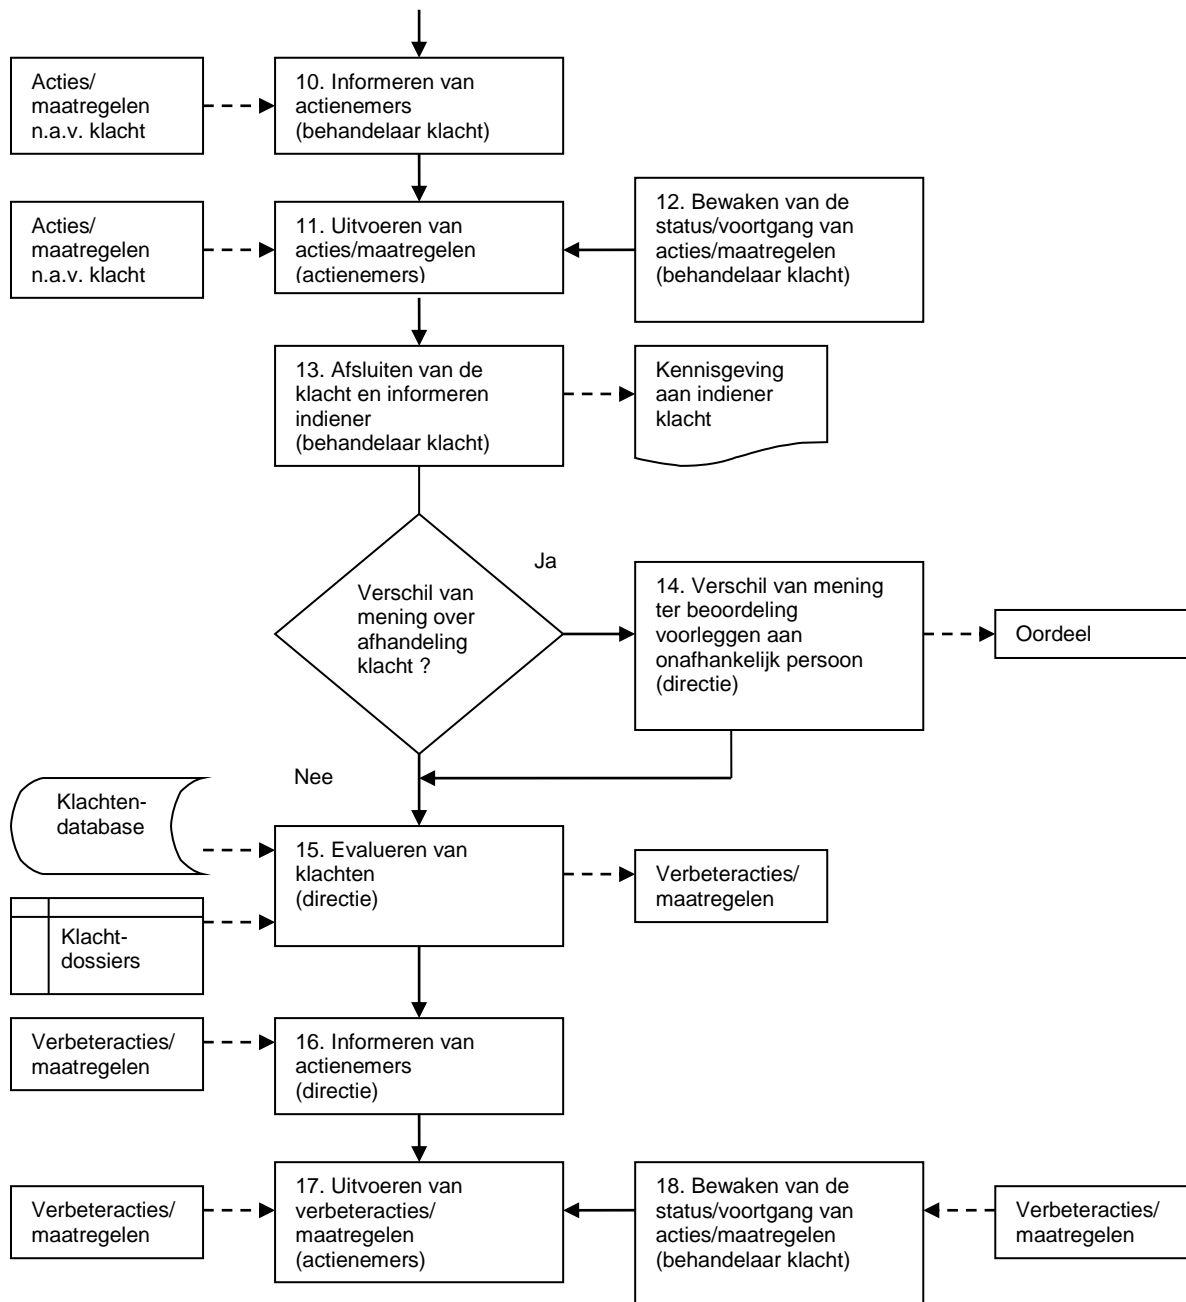 Acties/
maatregelen
n.a.v. klacht
10. Informeren van
actienemers
(behandelaar klacht)
Acties/
maatregelen
n.a.v. klacht
11. Uitvoeren van
acties/maatregelen
(actienemers)
12. Bewaken van de
status/voortgang van
acties/maatregelen
(behandelaar klacht)
13. Afsluiten van de
klacht en informeren
indiener
(behandelaar klacht)
Kennisgeving
aan indiener
klacht
Verschil van
mening over
afhandeling
klacht ?
Ja
14. Verschil van mening
ter beoordeling
voorleggen aan
onafhankelijk persoon
(directie)
Oordeel
Nee
Klachten-
database
15. Evalueren van
klachten
(directie)
Verbeteracties/
maatregelen
Klacht-
dossiers
Verbeteracties/
maatregelen
16. Informeren van
actienemers
(directie)
Verbeteracties/
maatregelen
17. Uitvoeren van
verbeteracties/
maatregelen
(actienemers)
18. Bewaken van de
status/voortgang van
acties/maatregelen
(behandelaar klacht)
Verbeteracties/
maatregelen